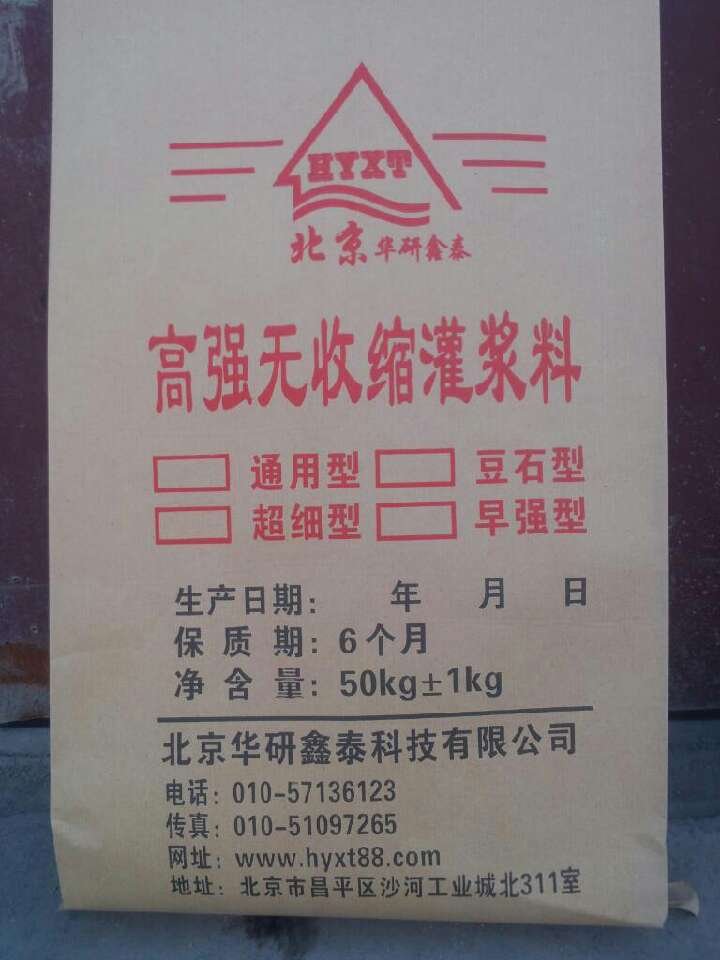 HYXT
北京华研鑫泰
高强无收缩灌浆料
通用型 豆石型
超细型 早强型
生产日期： 年 月 日
保质期：6个月
净含量：50kg±1kg
北京华研鑫泰科技有限公司
电话：010-57136123
传真：010-51097265
网址：www.hyxt88.com
地址：北京市昌平区沙河工业城北311室